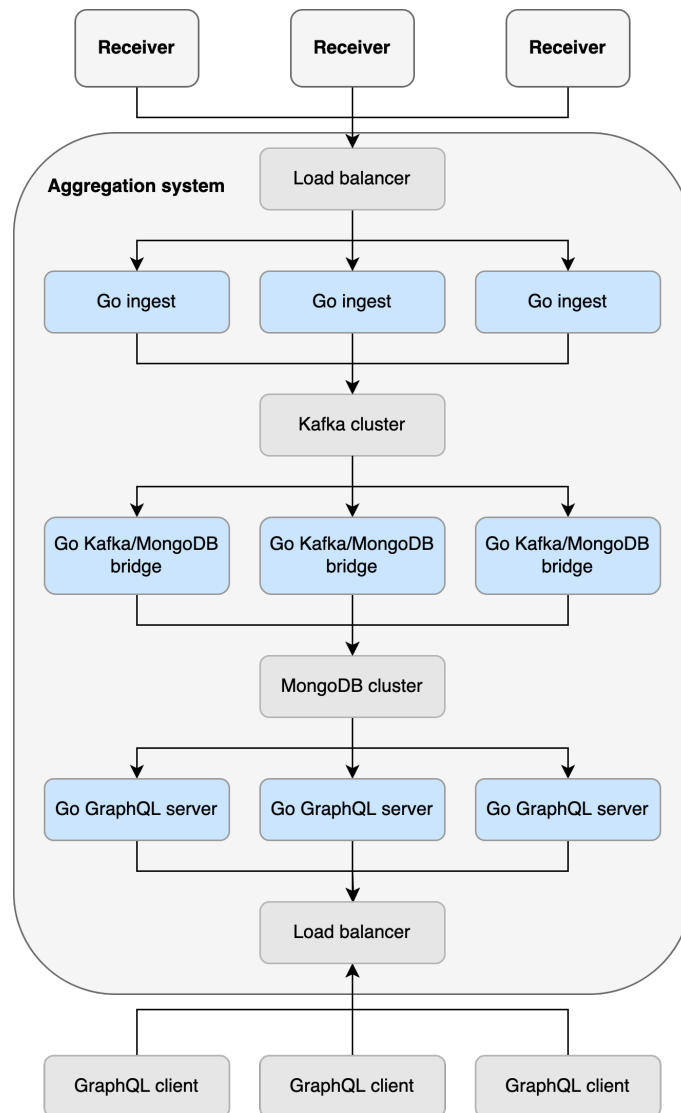 Receiver
Receiver
Receiver
Aggregation system
Load balancer
Go ingest
Go ingest
Go ingest
Kafka cluster
Go Kafka/MongoDB
bridge
Go Kafka/MongoDB
bridge
Go Kafka/MongoDB
bridge
MongoDB cluster
Go GraphQL server
Go GraphQL server
Go GraphQL server
Load balancer
GraphQL client
GraphQL client
GraphQL client